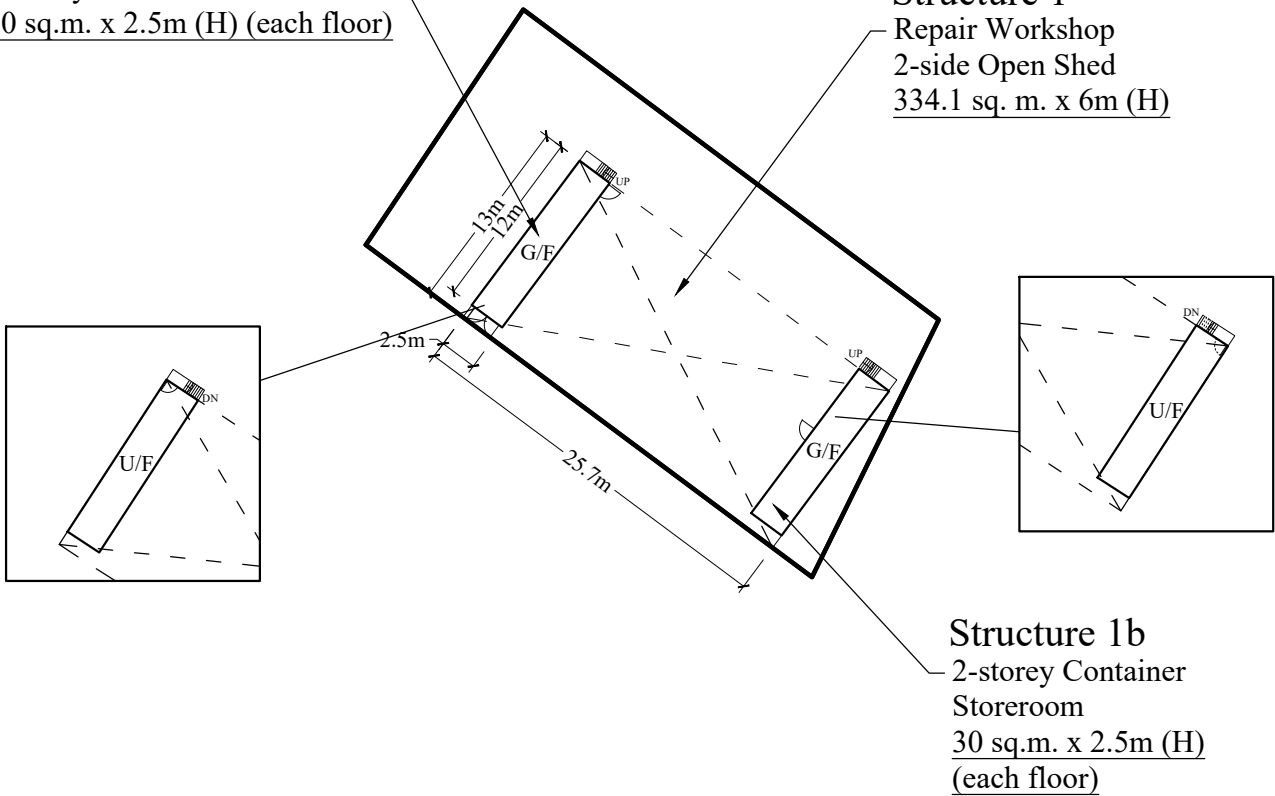 0 sq.m. x 2.5m (H) (each floor)
Structure 1
Repair Workshop
2-side Open Shed
334.1 sq. m. x 6m (H)
13m
12m
UP
G/F
2.5m
25.7m
UP
G/F
DN
U/F
DN
U/F
Structure 1b
2-storey Container
Storeroom
30 sq.m. x 2.5m (H)
(each floor)